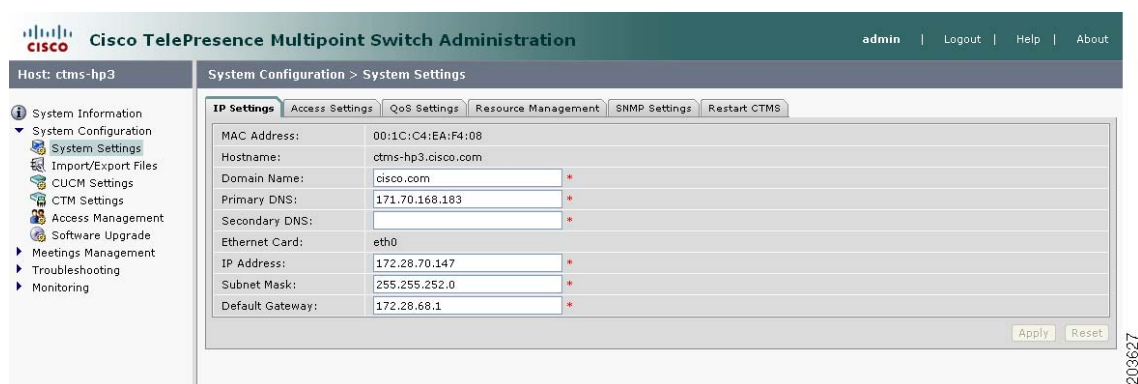 CISCO
Cisco TelePresence Multipoint Switch Administration
admin | Logout | Help | About
Host: ctms-hp3
System Configuration > System Settings
System Information
System Configuration
System Settings
Import/Export Files
CUCM Settings
CTM Settings
Access Management
Software Upgrade
Meetings Management
Troubleshooting
Monitoring
IP Settings Access Settings QoS Settings Resource Management SNMP Settings Restart CTMS
MAC Address: 00:1C:C4:EA:F4:08
Hostname: ctms-hp3.cisco.com
Domain Name: cisco.com *
Primary DNS: 171.70.168.183 *
Secondary DNS: *
Ethernet Card: eth0
IP Address: 172.28.70.147 *
Subnet Mask: 255.255.252.0 *
Default Gateway: 172.28.68.1 *
Apply Reset
203627